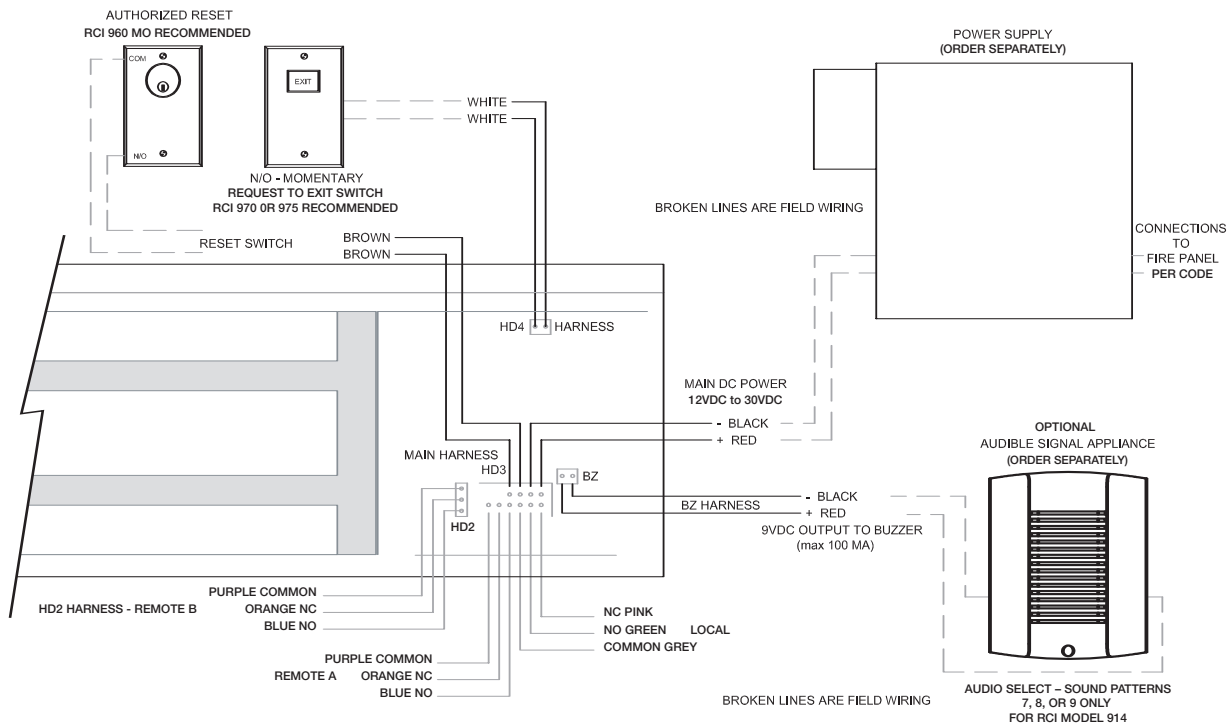 AUTHORIZED RESET
RCI 960 MO RECOMMENDED
COM
N/O
EXIT
N/O - MOMENTARY
REQUEST TO EXIT SWITCH
RCI 970 0R 975 RECOMMENDED
WHITE
WHITE
POWER SUPPLY
(ORDER SEPARATELY)
BROKEN LINES ARE FIELD WIRING
CONNECTIONS
TO
FIRE PANEL
PER CODE
RESET SWITCH
BROWN
BROWN
HD4
HARNESS
MAIN DC POWER
12VDC to 30VDC
- BLACK
+ RED
MAIN HARNESS
HD3
BZ
HD2
BZ HARNESS
- BLACK
+ RED
9VDC OUTPUT TO BUZZER
(max 100 MA)
OPTIONAL
AUDIBLE SIGNAL APPLIANCE
(ORDER SEPARATELY)
HD2 HARNESS - REMOTE B
PURPLE COMMON
ORANGE NC
BLUE NO
NC PINK
NO GREEN
LOCAL
COMMON GREY
PURPLE COMMON
REMOTE A
ORANGE NC
BLUE NO
BROKEN LINES ARE FIELD WIRING
AUDIO SELECT – SOUND PATTERNS
7, 8, OR 9 ONLY
FOR RCI MODEL 914